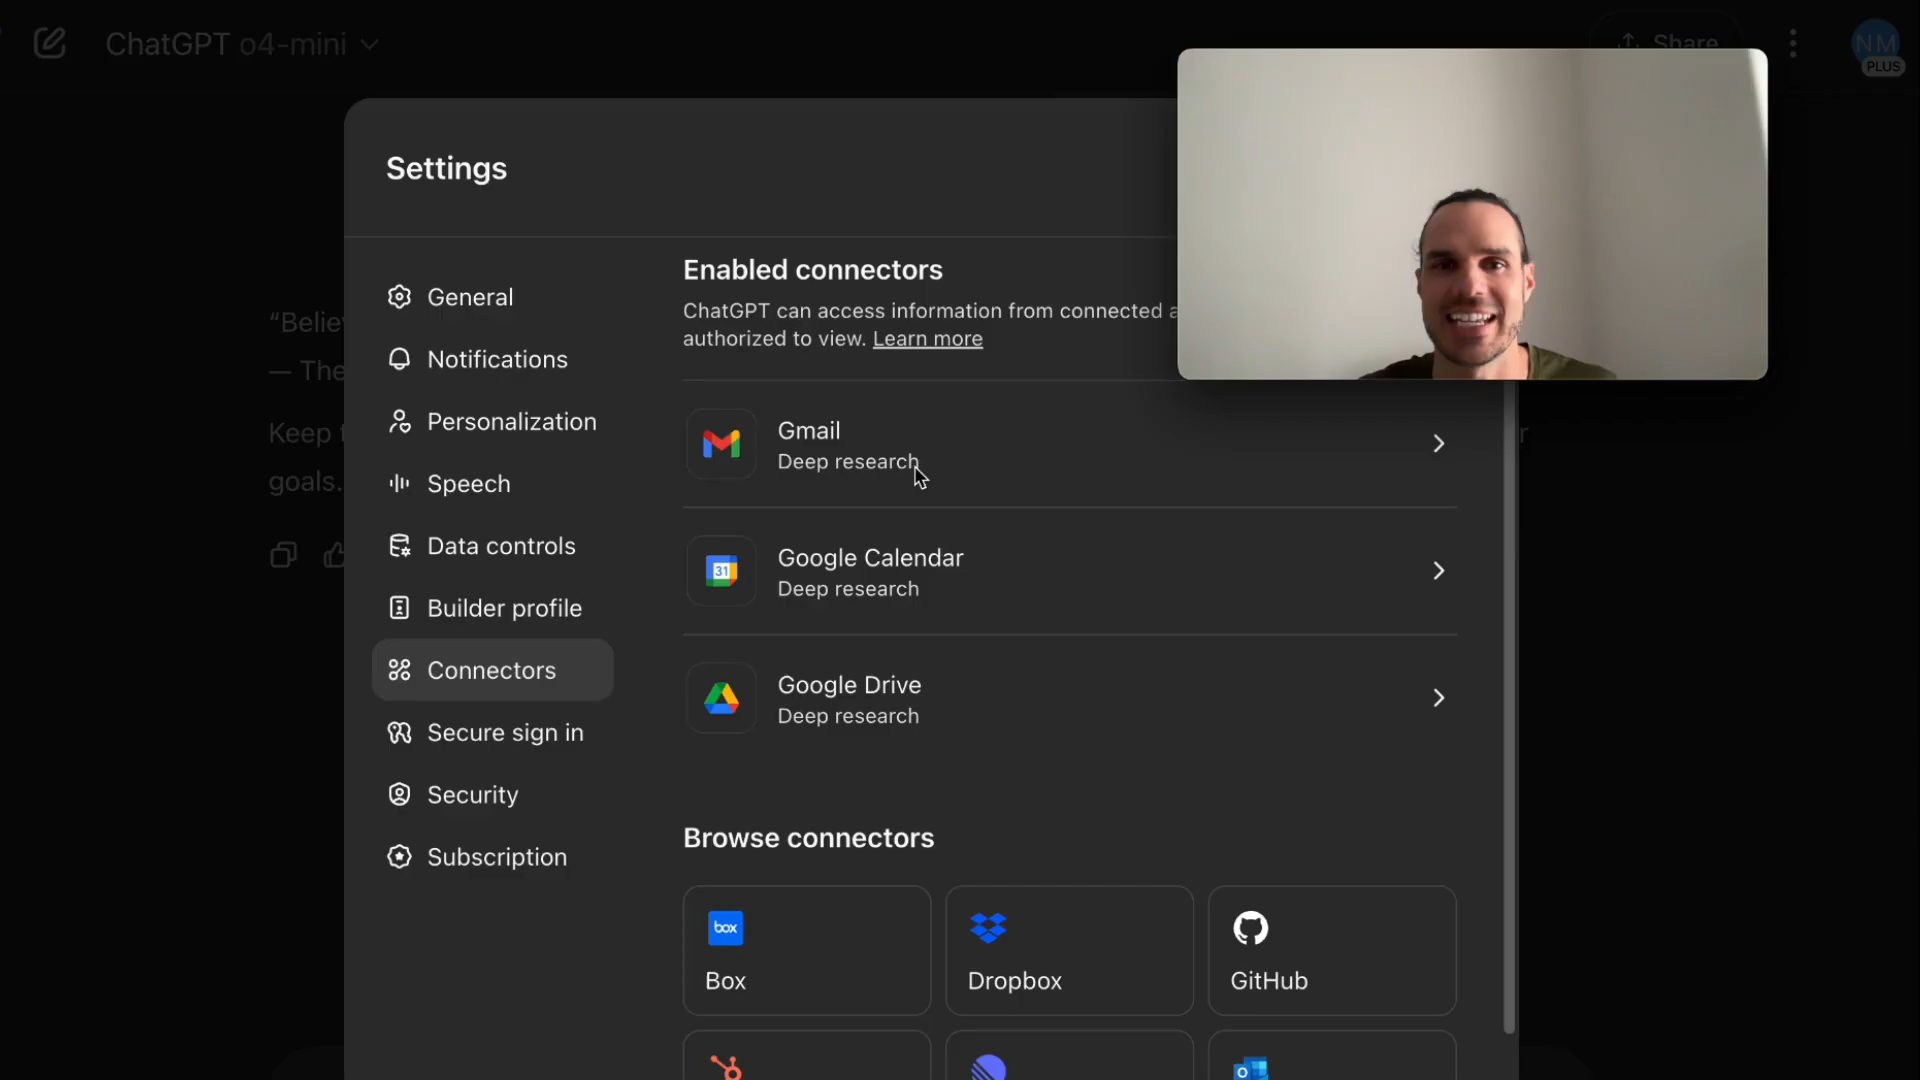 ChatGPT o4-mini
Share
NM
PLUS
Settings
General
Notifications
Personalization
Speech
Data controls
Builder profile
Connectors
Secure sign in
Security
Subscription
Enabled connectors
ChatGPT can access information from connected
authorized to view. Learn more
Gmail
Deep research
31
Google Calendar
Deep research
Google Drive
Deep research
Browse connectors
box
Box
Dropbox
GitHub
“Belie
— The
Keep
goals.